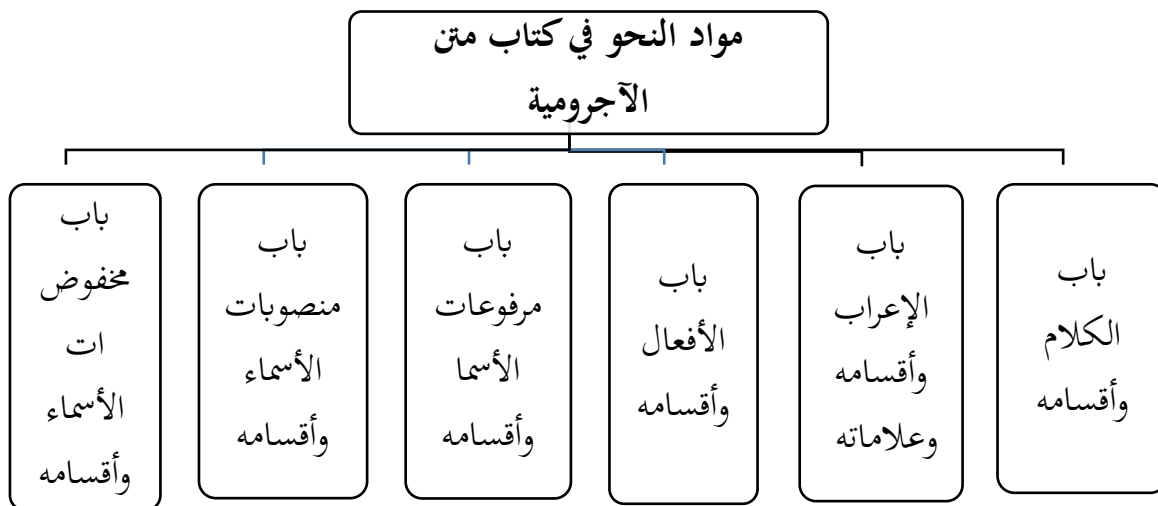 مواد النحو في كتاب متن
الآجرومية
باب
الكلام
وأقسامه
باب
الإعراب
وأقسامه
وعلاماته
باب
الأفعال
وأقسامه
باب
مرفوعات
الأسما
وأقسامه
باب
منصوبات
الأسماء
وأقسامه
باب
مخفوض
ات
الأسماء
وأقسامه